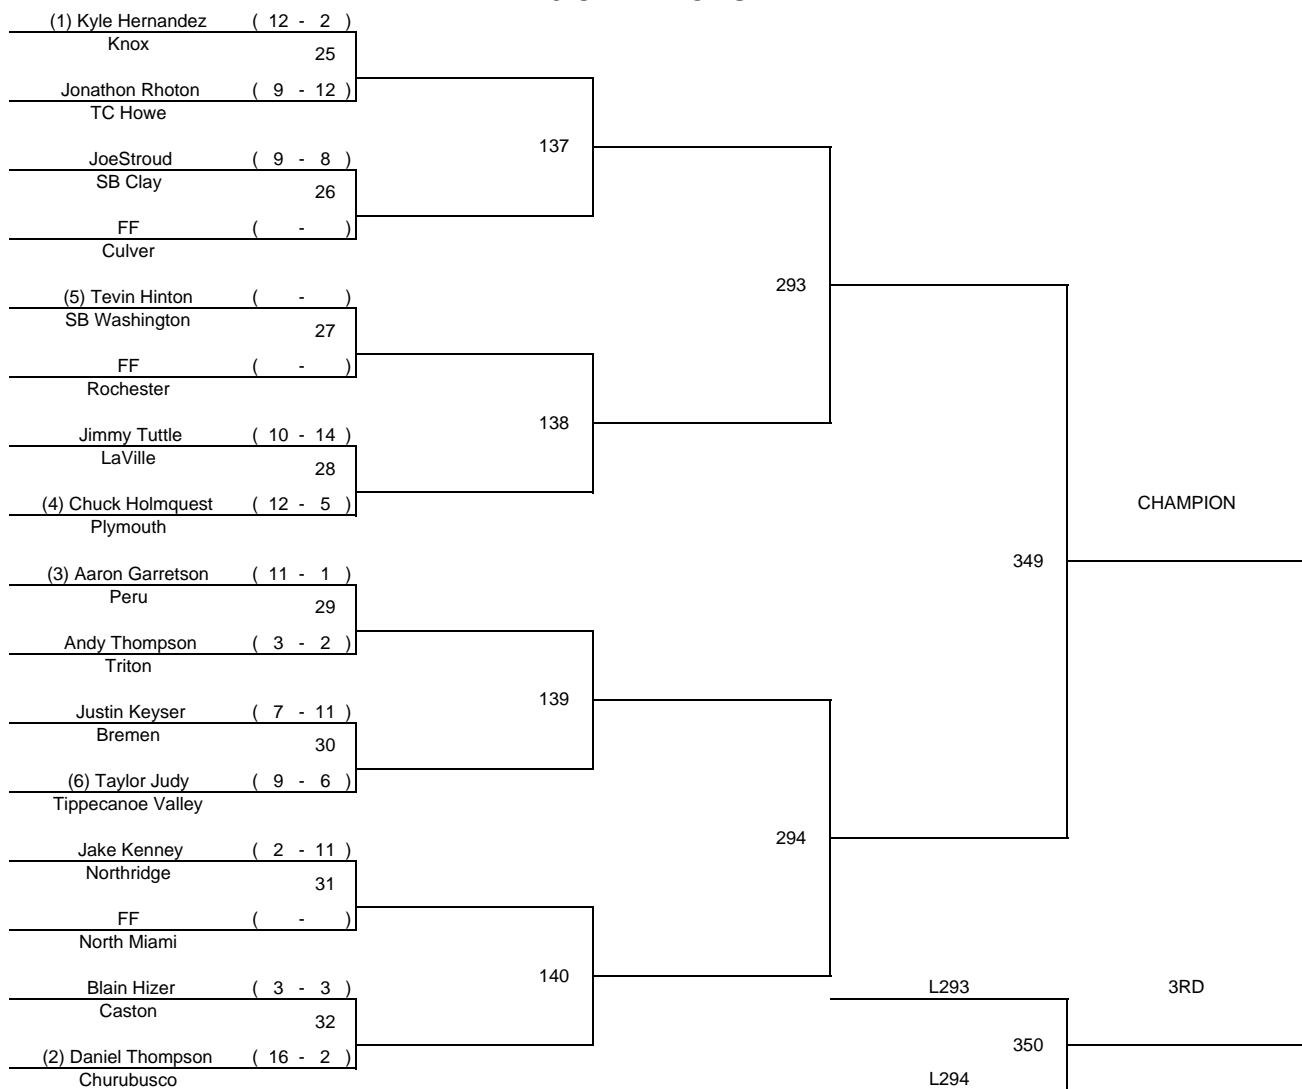 (1) Kyle Hernandez ( 12 - 2 )
Knox
25
Jonathon Rhoton ( 9 - 12 )
TC Howe
137
JoeStroud ( 9 - 8 )
SB Clay
26
FF ( - )
Culver
293
(5) Tevin Hinton ( - )
SB Washington
27
FF ( - )
Rochester
138
Jimmy Tuttle ( 10 - 14 )
LaVille
28
(4) Chuck Holmquest ( 12 - 5 )
Plymouth
CHAMPION
349
(3) Aaron Garretson ( 11 - 1 )
Peru
29
Andy Thompson ( 3 - 2 )
Triton
139
Justin Keyser ( 7 - 11 )
Bremen
30
(6) Taylor Judy ( 9 - 6 )
Tippecanoe Valley
294
Jake Kenney ( 2 - 11 )
Northridge
31
FF ( - )
North Miami
140
Blain Hizer ( 3 - 3 )
Caston
32
(2) Daniel Thompson ( 16 - 2 )
Churubusco
L293
3RD
350
L294